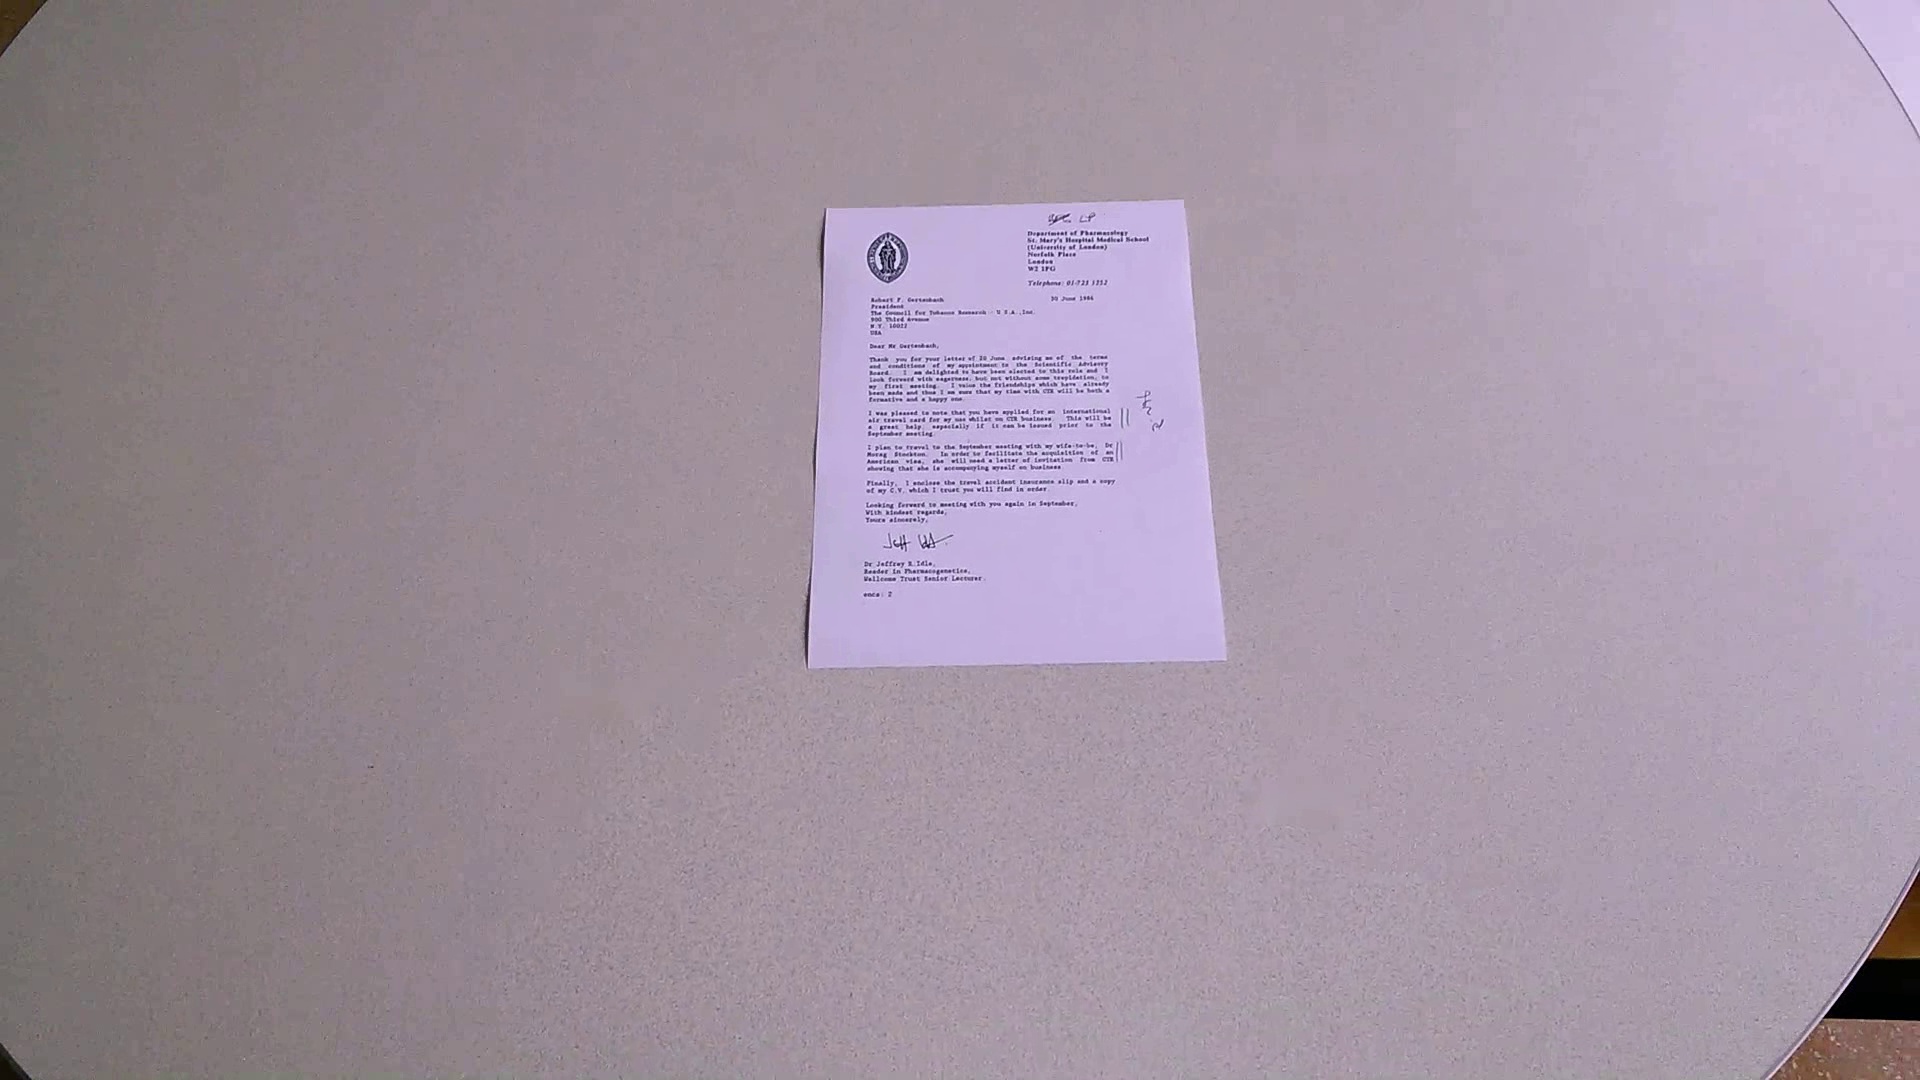 Department of Pharmacology
St. Mary's Hospital Medical School
(University of London)
Norfolk Place
London
W2 1PG
Telephone: 01-723 1252
Robert F. Gertenbach 30 June 1986
President
The Council for Tobacco Research - U.S.A.,Inc.
900 Third Avenue
N.Y. 10022
USA
Dear Mr Gertenbach,
Thank you for your letter of 20 June advising me of the terms
and conditions of my appointment to the Scientific Advisory
Board. I am delighted to have been elected to this role and I
look forward with eagerness, but not without some trepidation, to
my first meeting. I value the friendships which have already
been made and thus I am sure that my time with CTR will be both a
formative and a happy one.
I was pleased to note that you have applied for an international
air travel card for my use whilst on CTR business. This will be
a great help, especially if it can be issued prior to the
September meeting.
I plan to travel to the September meeting with my wife-to-be, Dr
Morag Stockton. In order to facilitate the acquisition of an
American visa, she will need a letter of invitation from CTR
showing that she is accompanying myself on business
Finally, I enclose the travel accident insurance slip and a copy
of my C.V. which I trust you will find in order.
Looking forward to meeting with you again in September,
With kindest regards,
Yours sincerely,
Dr Jeffrey R.Idle,
Reader in Pharmacogenetics,
Wellcome Trust Senior Lecturer.
encs: 2